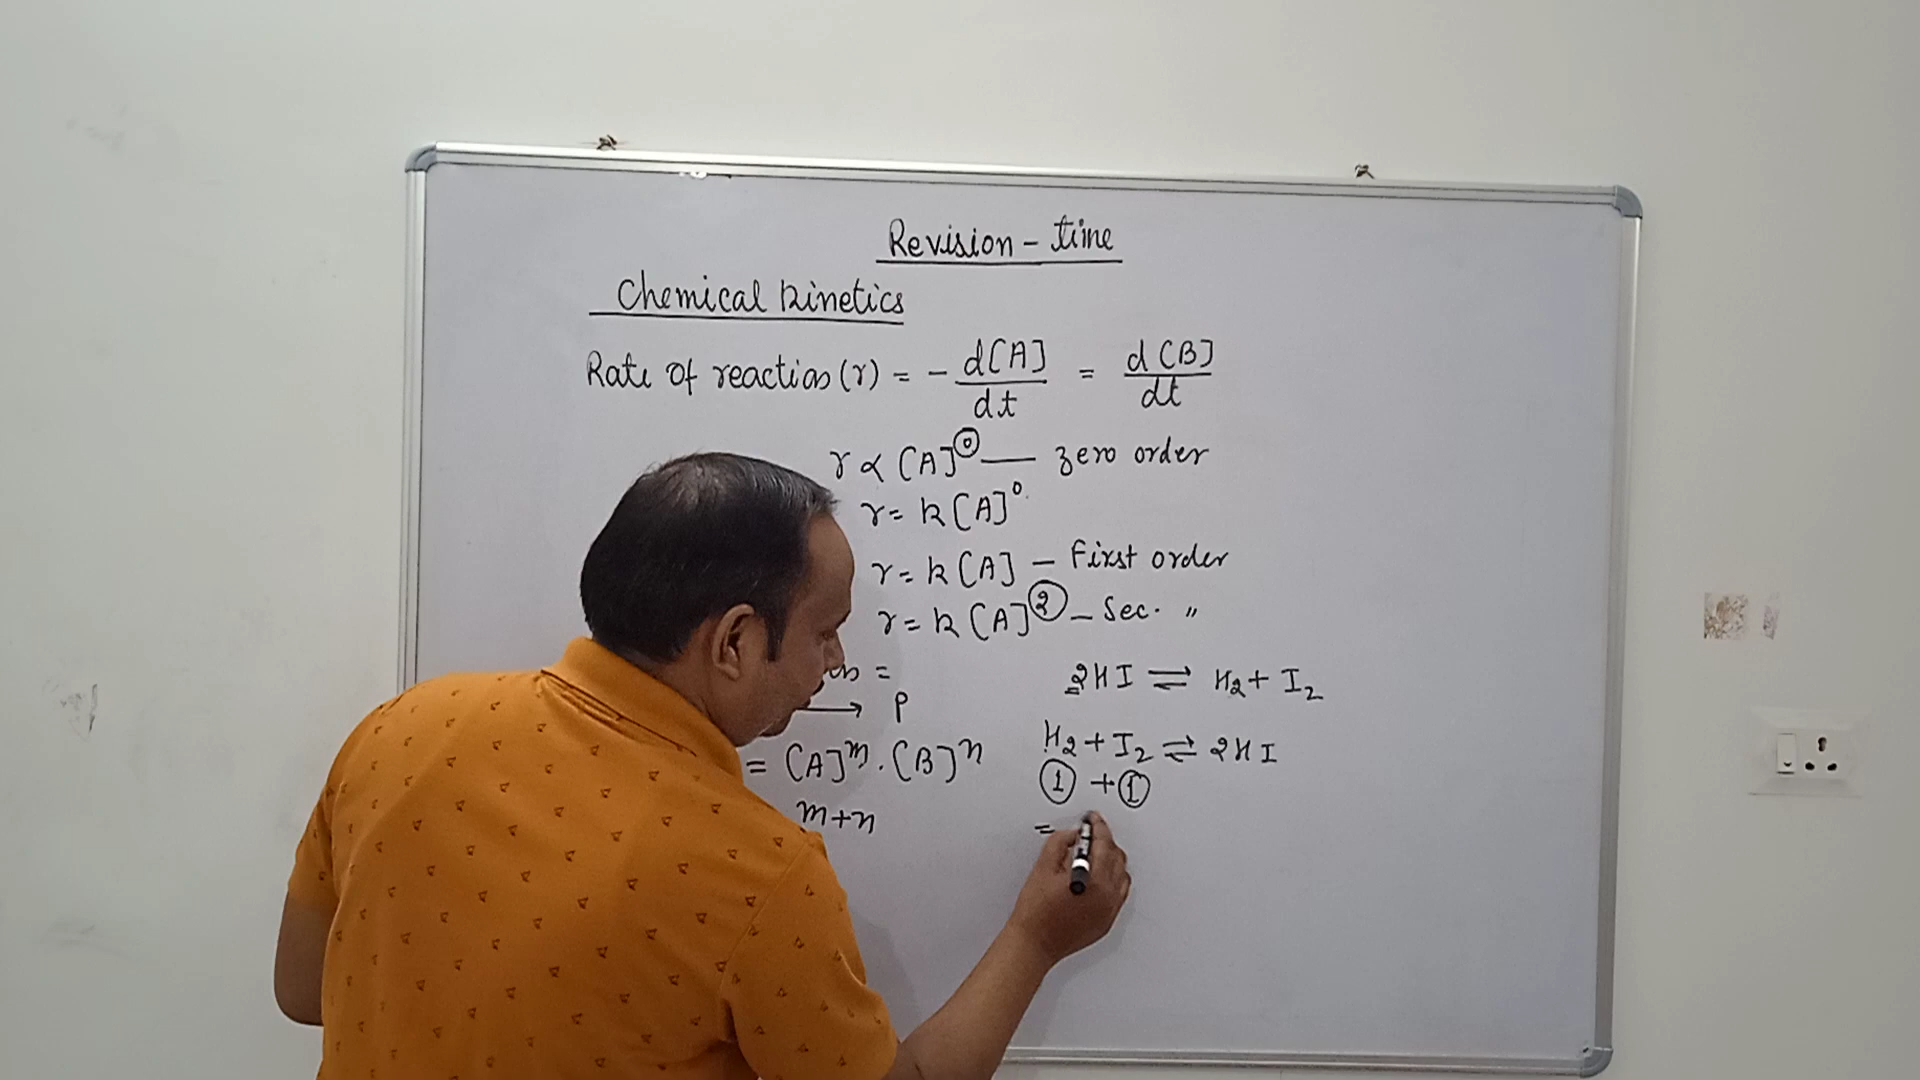 Revision - time
Chemical kinetics
Rate of reaction (r) = - d[A]/dt = d[B]/dt
r ∝ [A]⁰ — zero order
r = k [A]⁰
r = k [A] - First order
r = k [A]² - Sec. "
=
→ P
= [A]ᵐ . [B]ⁿ
m+n
2HI ⇌ H₂ + I₂
H₂ + I₂ ⇌ 2HI
① + ①
=